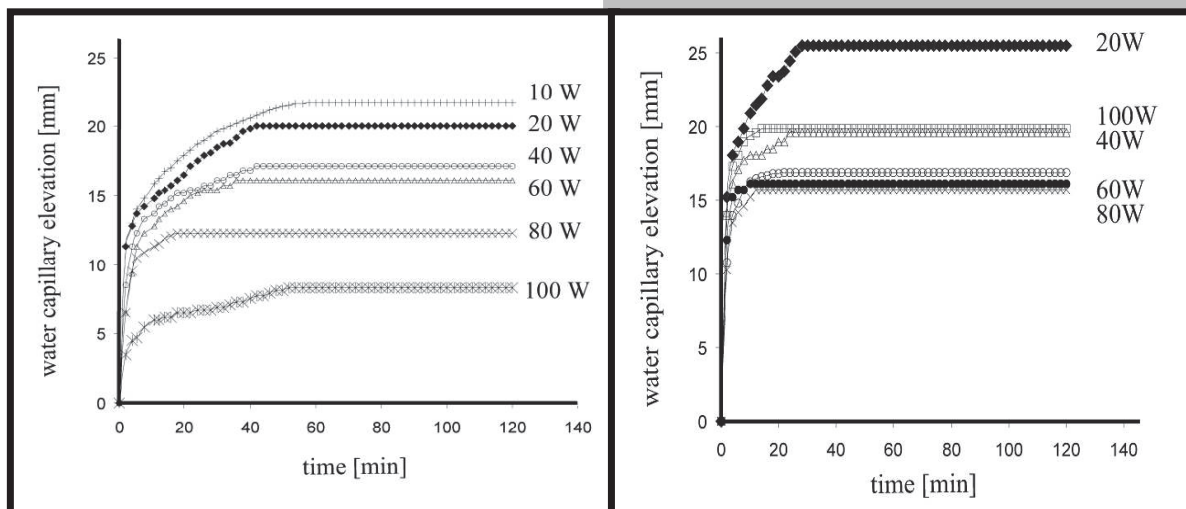 water capillary elevation [mm]
25
20
15
10
5
0
10 W
20 W
40 W
60 W
80 W
100 W
0 20 40 60 80 100 120 140
time [min]
water capillary elevation [mm]
25
20
15
10
5
0
20W
100W
40W
60W
80W
0 20 40 60 80 100 120 140
time [min]